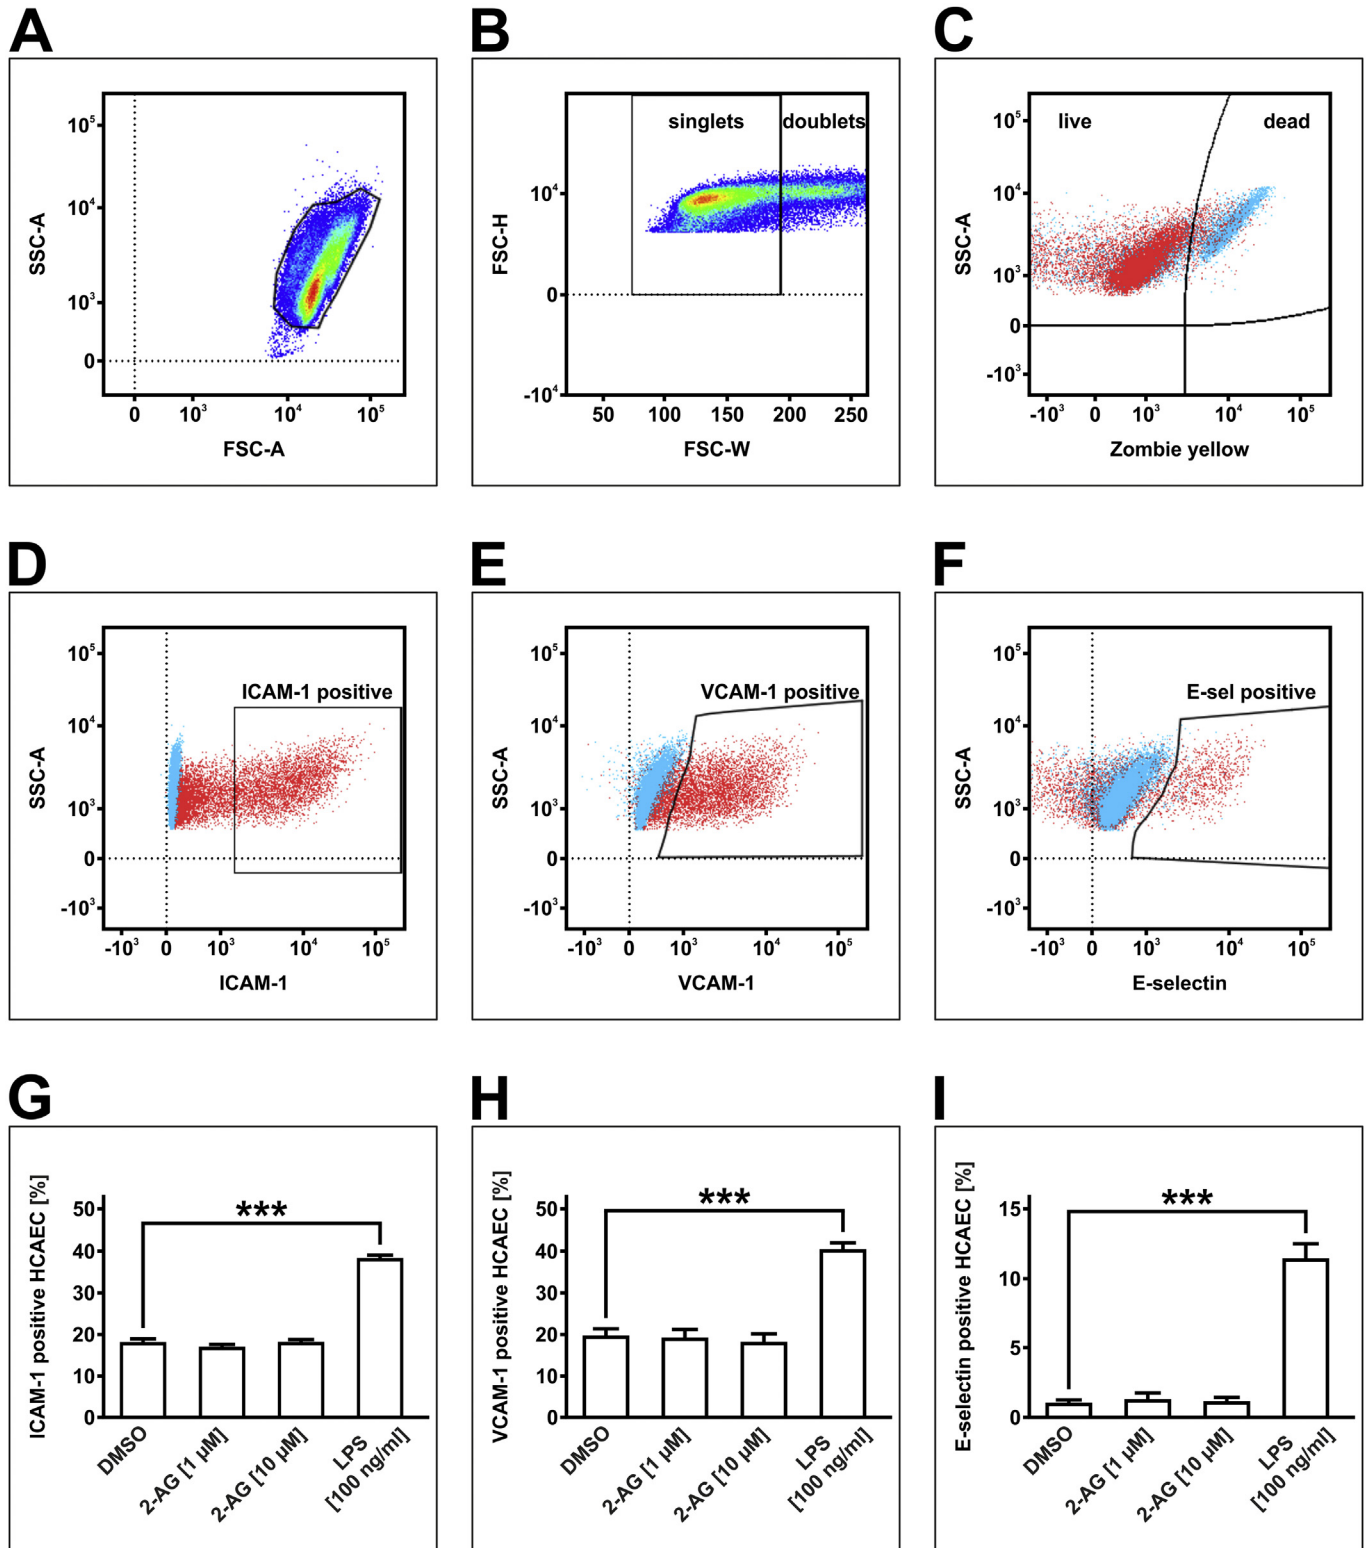 A
B
C
10⁵
10⁴
10³
0
SSC-A
0
10³
10⁴
10⁵
FSC-A
singlets
doublets
10⁴
0
-10⁴
FSC-H
50
100
150
200
250
FSC-W
live
dead
10⁵
10⁴
10³
0
-10³
SSC-A
-10³
0
10³
10⁴
10⁵
Zombie yellow
D
E
F
ICAM-1 positive
10⁵
10⁴
10³
0
-10³
SSC-A
-10³
0
10³
10⁴
10⁵
ICAM-1
VCAM-1 positive
10⁵
10⁴
10³
0
-10³
SSC-A
-10³
0
10³
10⁴
10⁵
VCAM-1
E-sel positive
10⁵
10⁴
10³
0
-10³
SSC-A
-10³
0
10³
10⁴
10⁵
E-selectin
G
H
I
ICAM-1 positive HCAEC [%]
50
40
30
20
10
0
***
DMSO
2-AG [1 µM]
2-AG [10 µM]
LPS
[100 ng/ml]
VCAM-1 positive HCAEC [%]
50
40
30
20
10
0
***
DMSO
2-AG [1 µM]
2-AG [10 µM]
LPS
[100 ng/ml]
E-selectin positive HCAEC [%]
15
10
5
0
***
DMSO
2-AG [1 µM]
2-AG [10 µM]
LPS
[100 ng/ml]